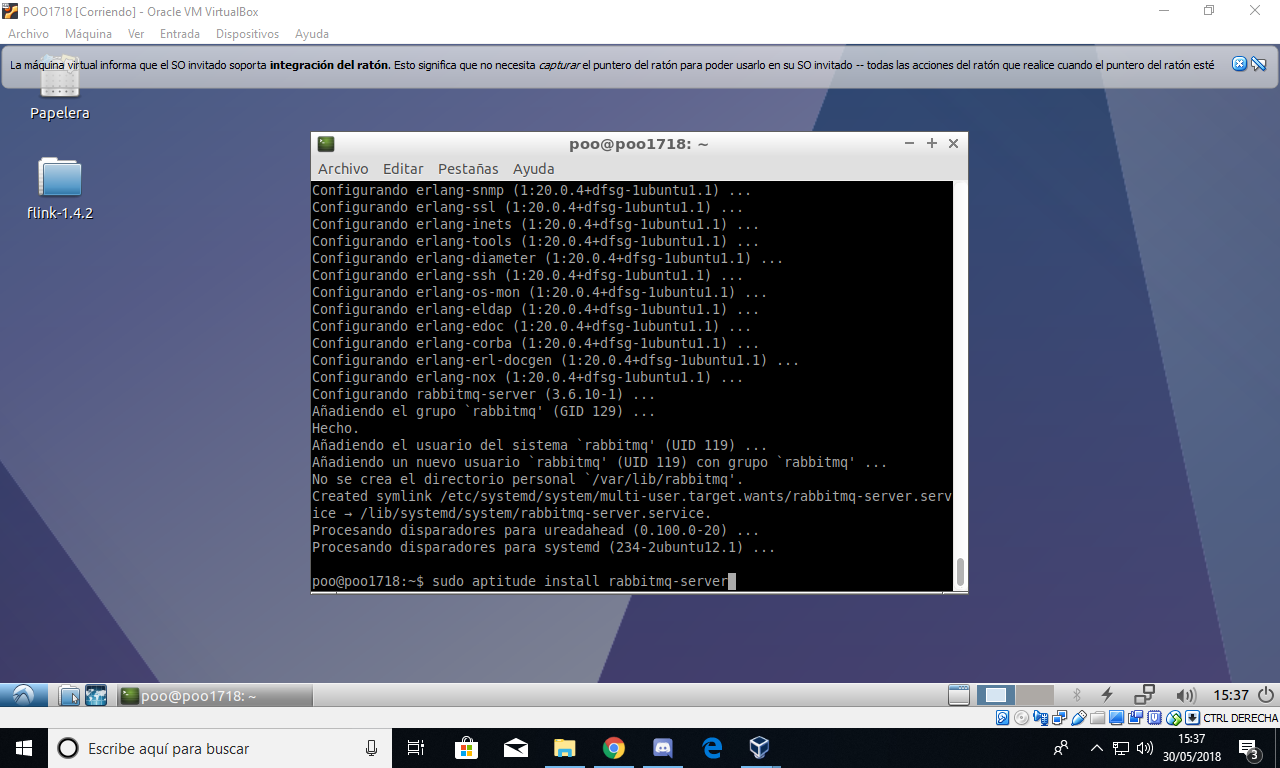 POO1718 [Corriendo] - Oracle VM VirtualBox
Archivo Máquina Ver Entrada Dispositivos Ayuda
La máquina virtual informa que el SO invitado soporta integración del ratón. Esto significa que no necesita capturar el puntero del ratón para poder usarlo en su SO invitado -- todas las acciones del ratón que realice cuando el puntero del ratón esté
Papelera
flink-1.4.2
poo@poo1718: ~
Archivo Editar Pestañas Ayuda
Configurando erlang-snmp (1:20.0.4+dfsg-1ubuntu1.1) ...
Configurando erlang-ssl (1:20.0.4+dfsg-1ubuntu1.1) ...
Configurando erlang-inets (1:20.0.4+dfsg-1ubuntu1.1) ...
Configurando erlang-tools (1:20.0.4+dfsg-1ubuntu1.1) ...
Configurando erlang-diameter (1:20.0.4+dfsg-1ubuntu1.1) ...
Configurando erlang-ssh (1:20.0.4+dfsg-1ubuntu1.1) ...
Configurando erlang-os-mon (1:20.0.4+dfsg-1ubuntu1.1) ...
Configurando erlang-eldap (1:20.0.4+dfsg-1ubuntu1.1) ...
Configurando erlang-edoc (1:20.0.4+dfsg-1ubuntu1.1) ...
Configurando erlang-corba (1:20.0.4+dfsg-1ubuntu1.1) ...
Configurando erlang-erl-docgen (1:20.0.4+dfsg-1ubuntu1.1) ...
Configurando erlang-nox (1:20.0.4+dfsg-1ubuntu1.1) ...
Configurando rabbitmq-server (3.6.10-1) ...
Añadiendo el grupo `rabbitmq' (GID 129) ...
Hecho.
Añadiendo el usuario del sistema `rabbitmq' (UID 119) ...
Añadiendo un nuevo usuario `rabbitmq' (UID 119) con grupo `rabbitmq' ...
No se crea el directorio personal `/var/lib/rabbitmq'.
Created symlink /etc/systemd/system/multi-user.target.wants/rabbitmq-server.serv
ice → /lib/systemd/system/rabbitmq-server.service.
Procesando disparadores para ureadahead (0.100.0-20) ...
Procesando disparadores para systemd (234-2ubuntu12.1) ...
poo@poo1718:~$ sudo aptitude install rabbitmq-server
poo@poo1718: ~
15:37
CTRL DERECHA
Escribe aquí para buscar
15:37
30/05/2018
3